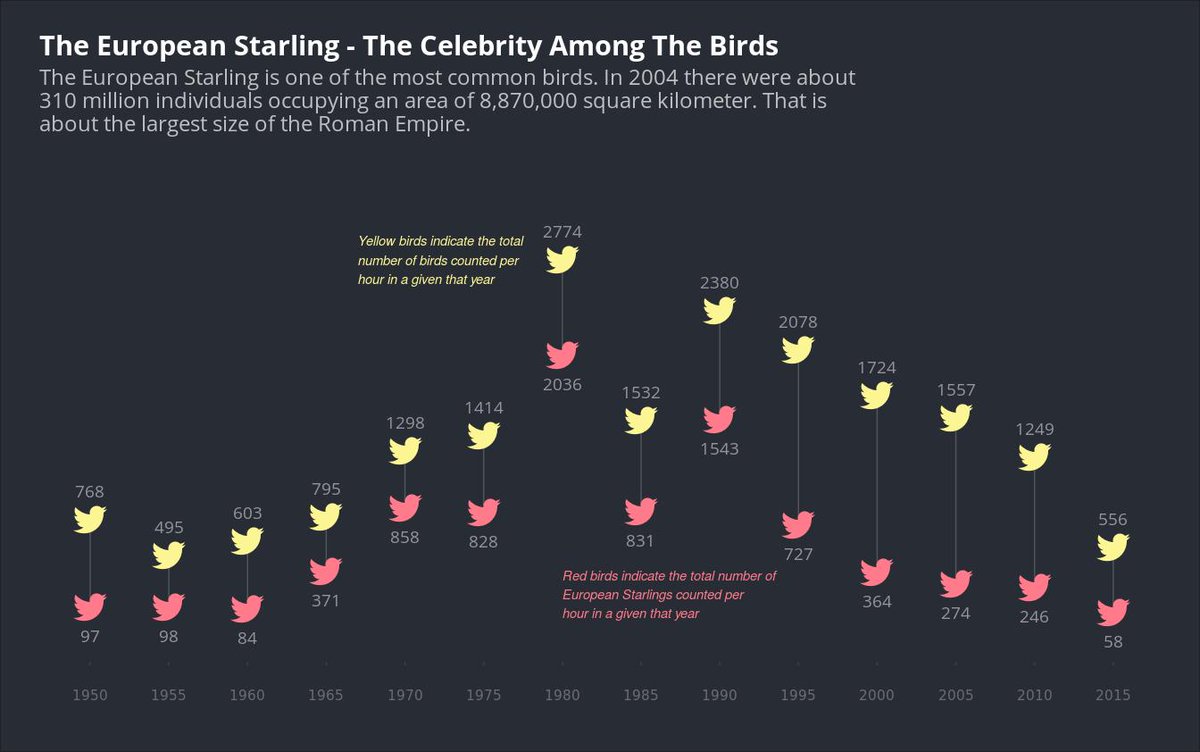 The European Starling - The Celebrity Among The Birds
The European Starling is one of the most common birds. In 2004 there were about
310 million individuals occupying an area of 8,870,000 square kilometer. That is
about the largest size of the Roman Empire.
Yellow birds indicate the total
number of birds counted per
hour in a given that year
2774
2380
2078
1724
1557
1532
1414
1298
1249
768
795
603
495
556
2036
1543
858
828
831
727
371
364
274
246
97
98
84
58
Red birds indicate the total number of
European Starlings counted per
hour in a given that year
1950 1955 1960 1965 1970 1975 1980 1985 1990 1995 2000 2005 2010 2015